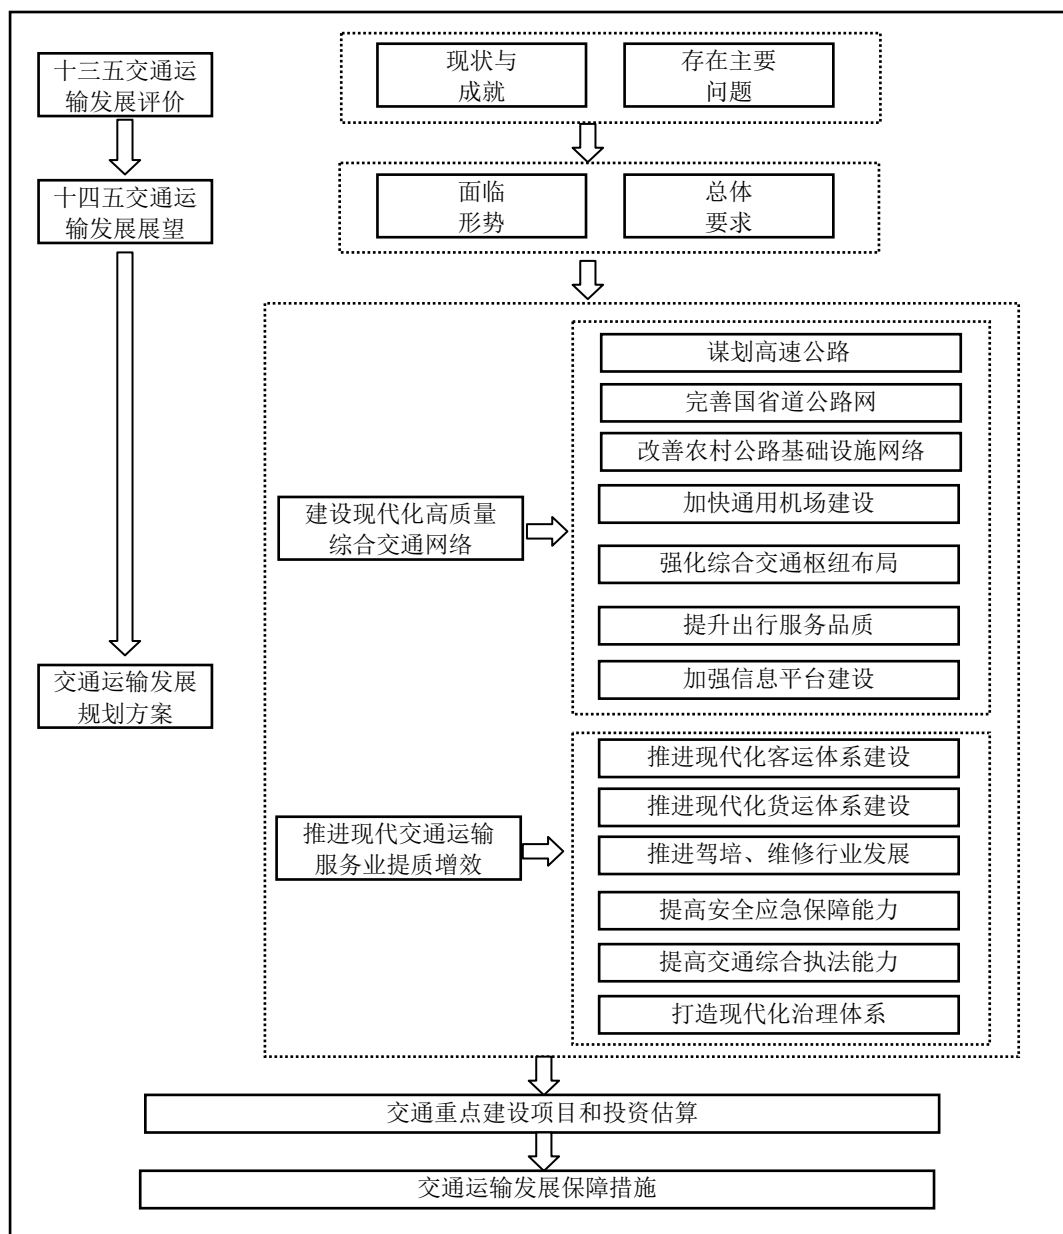 十三五交通运
输发展评价
现状与
成就
存在主要
问题
十四五交通运
输发展展望
面临
形势
总体
要求
交通运输发展
规划方案
建设现代化高质量
综合交通网络
谋划高速公路
完善国省道公路网
改善农村公路基础设施网络
加快通用机场建设
强化综合交通枢纽布局
提升出行服务品质
加强信息平台建设
推进现代交通运输
服务业提质增效
推进现代化客运体系建设
推进现代化货运体系建设
推进驾培、维修行业发展
提高安全应急保障能力
提高交通综合执法能力
打造现代化治理体系
交通重点建设项目和投资估算
交通运输发展保障措施